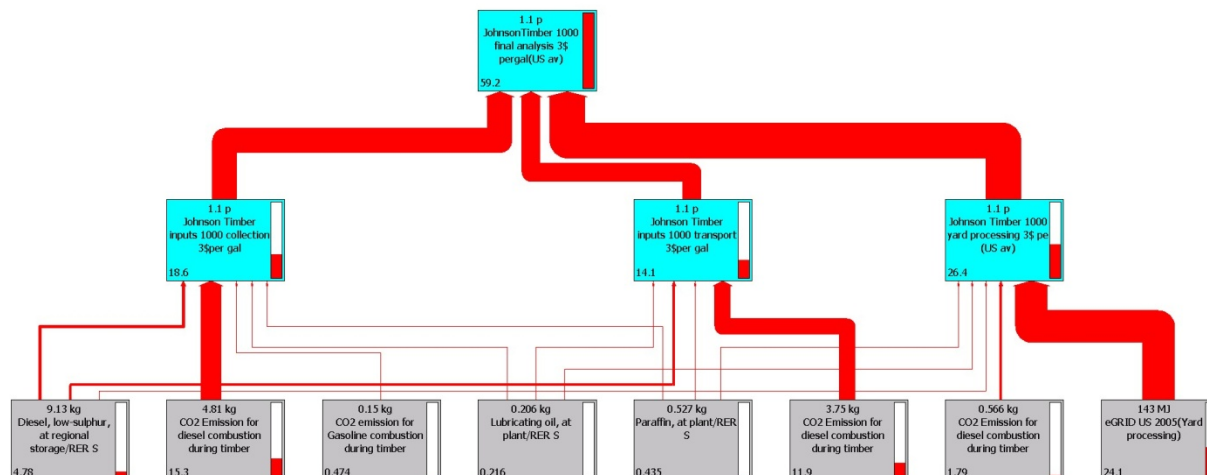 1.1 p
JohnsonTimber 1000
final analysis 3$
pergal(US av)
59.2
1.1 p
Johnson Timber
inputs 1000 collection
3$per gal
18.6
1.1 p
Johnson Timber
inputs 1000 transport
3$per gal
14.1
1.1 p
Johnson Timber 1000
yard processing 3$ pe
(US av)
26.4
9.13 kg
Diesel, low-sulphur,
at regional
storage/RER S
4.78
4.81 kg
CO2 Emission for
diesel combustion
during timber
15.3
0.15 kg
CO2 Emission for
Gasoline combustion
during timber
0.474
0.206 kg
Lubricating oil, at
plant/RER S
0.216
0.527 kg
Paraffin, at plant/RER
S
0.435
3.75 kg
CO2 Emission for
diesel combustion
during timber
11.9
0.566 kg
CO2 Emission for
diesel combustion
during timber
1.79
143 MJ
eGRID US 2005(Yard
processing)
24.1